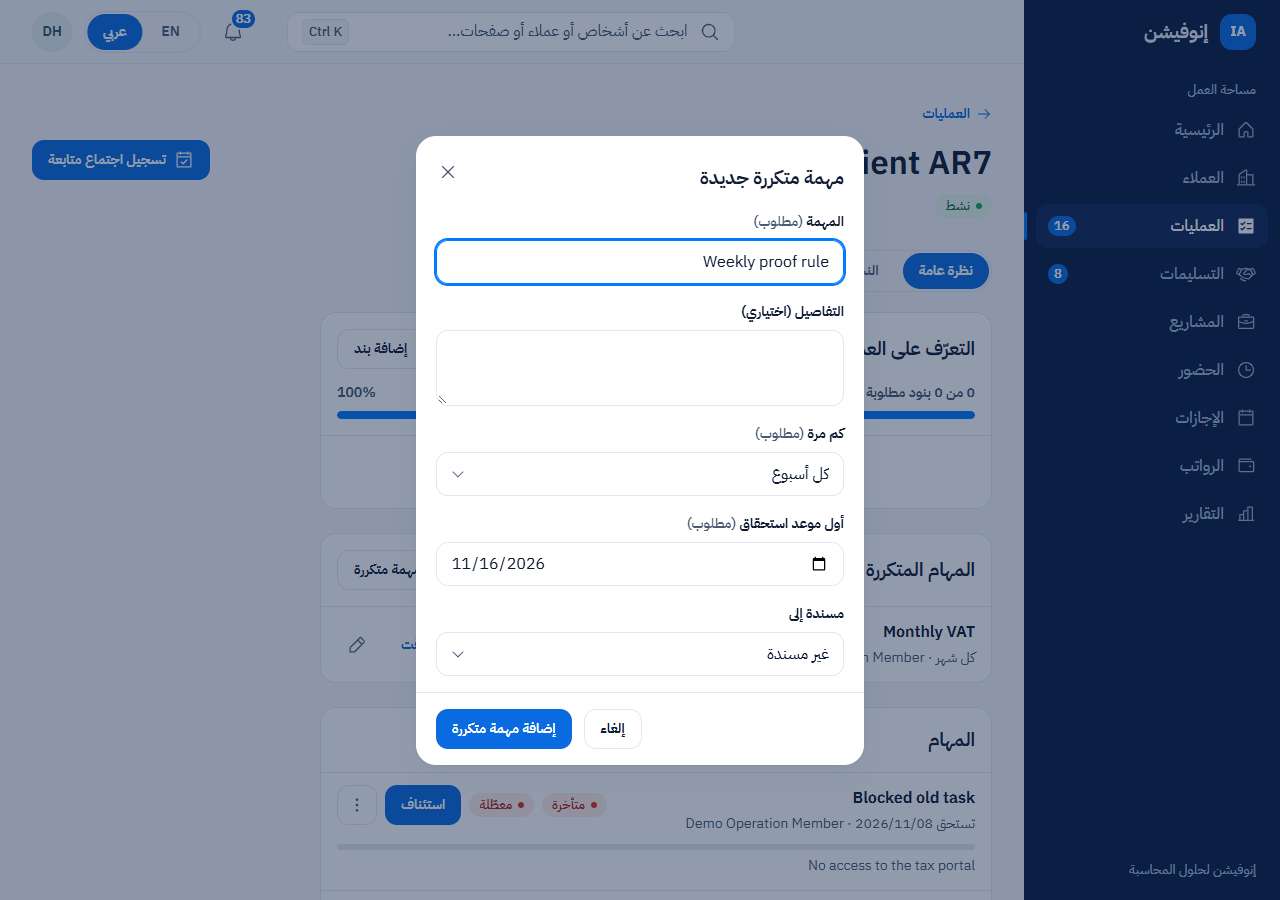 IA
إنوفيشن
مساحة العمل
الرئيسية
العملاء
العمليات
16
التسليمات
8
المشاريع
الحضور
الإجازات
الرواتب
التقارير
إنوفيشن لحلول المحاسبة
ابحث عن أشخاص أو عملاء أو صفحات...
Ctrl K
83
EN
عربي
DH
العمليات
AR7
نشط
تسجيل اجتماع متابعة
نظرة عامة
التعرّف على
إضافة بند
0 من 0 بنود مطلوبة
100%
المهام المتكررة
متكررة
Monthly VAT
كل شهر · Member
المهام
Blocked old task
متأخرة
معطّلة
استئناف
تستحق 2026/11/08 · Demo Operation Member
No access to the tax portal
مهمة متكررة جديدة
المهمة (مطلوب)
Weekly proof rule
التفاصيل (اختياري)
كم مرة (مطلوب)
كل أسبوع
أول موعد استحقاق (مطلوب)
11/16/2026
مسندة إلى
غير مسندة
إلغاء
إضافة مهمة متكررة